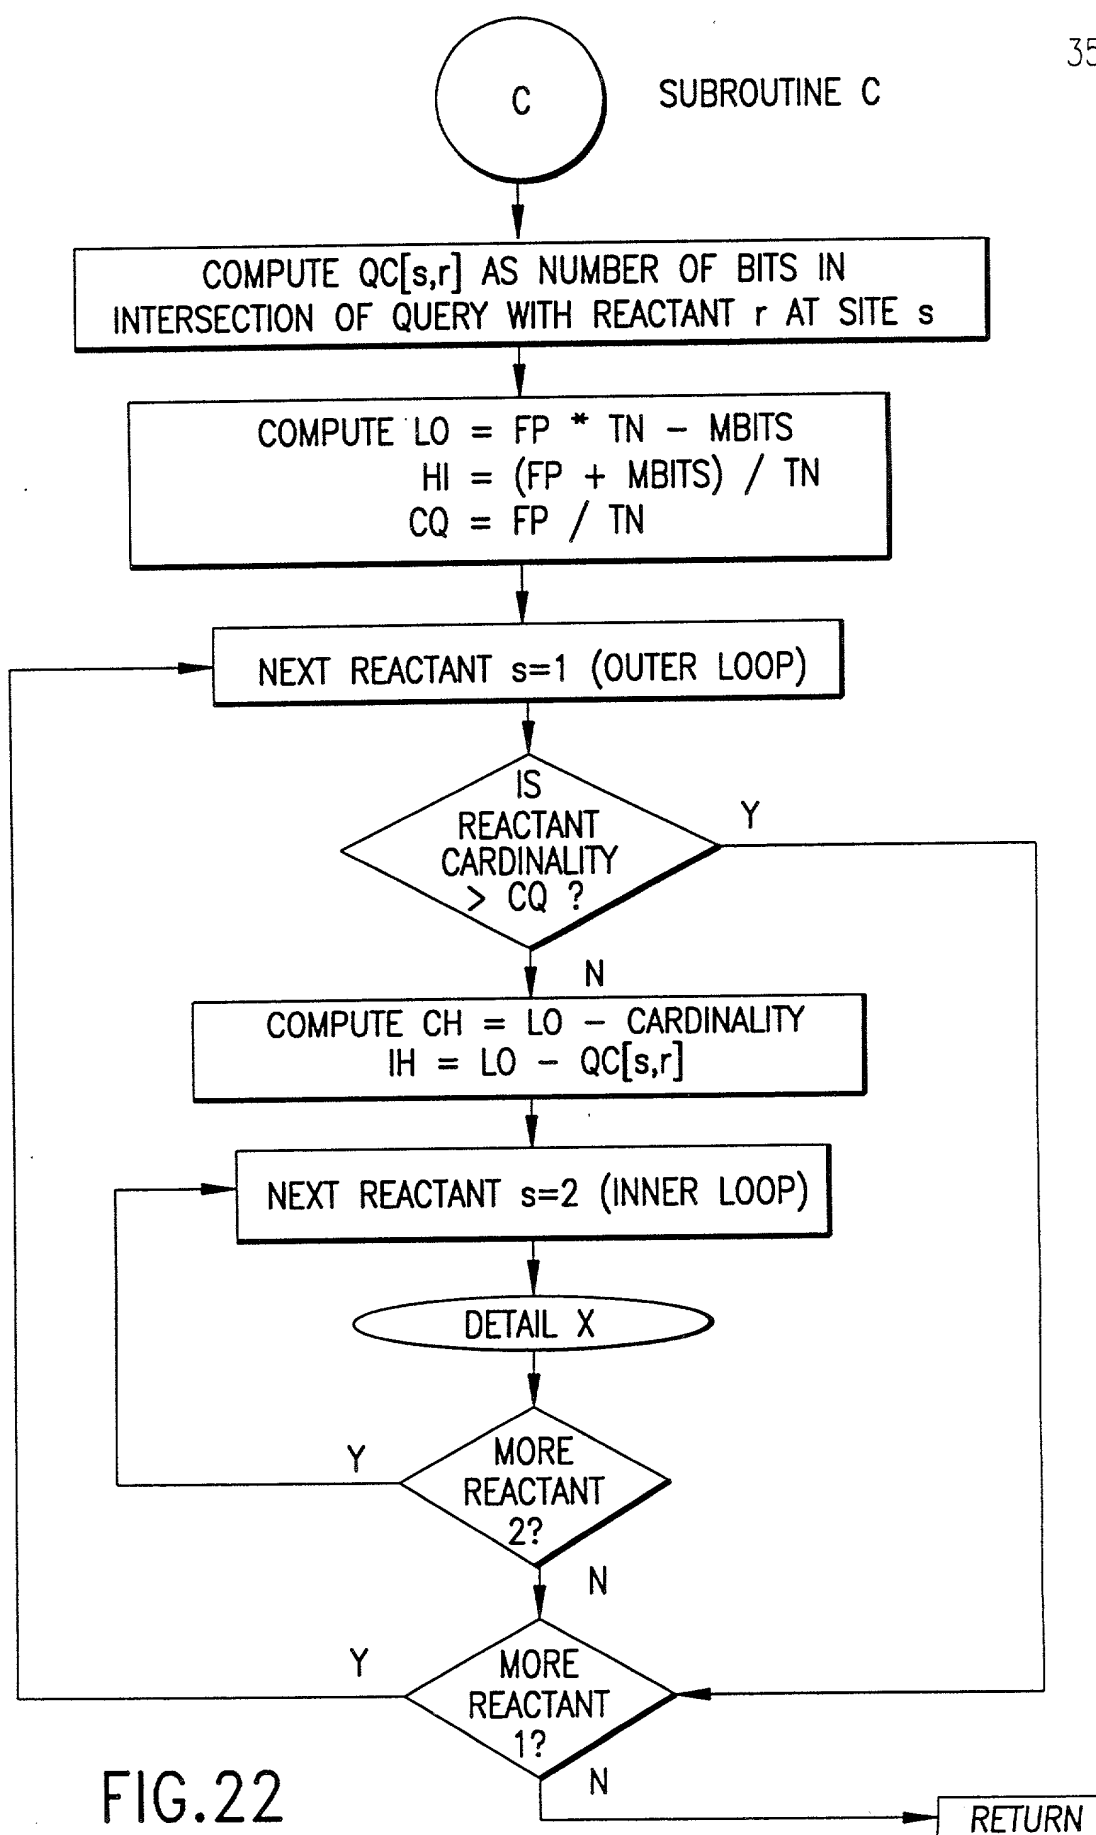 35
C
SUBROUTINE C
COMPUTE QC[s,r] AS NUMBER OF BITS IN
INTERSECTION OF QUERY WITH REACTANT r AT SITE s
COMPUTE LO = FP * TN - MBITS
HI = (FP + MBITS) / TN
CQ = FP / TN
NEXT REACTANT s=1 (OUTER LOOP)
IS
REACTANT
CARDINALITY
> CQ ?
Y
N
COMPUTE CH = LO - CARDINALITY
IH = LO - QC[s,r]
NEXT REACTANT s=2 (INNER LOOP)
DETAIL X
MORE
REACTANT
2?
Y
N
MORE
REACTANT
1?
Y
N
RETURN
FIG.22